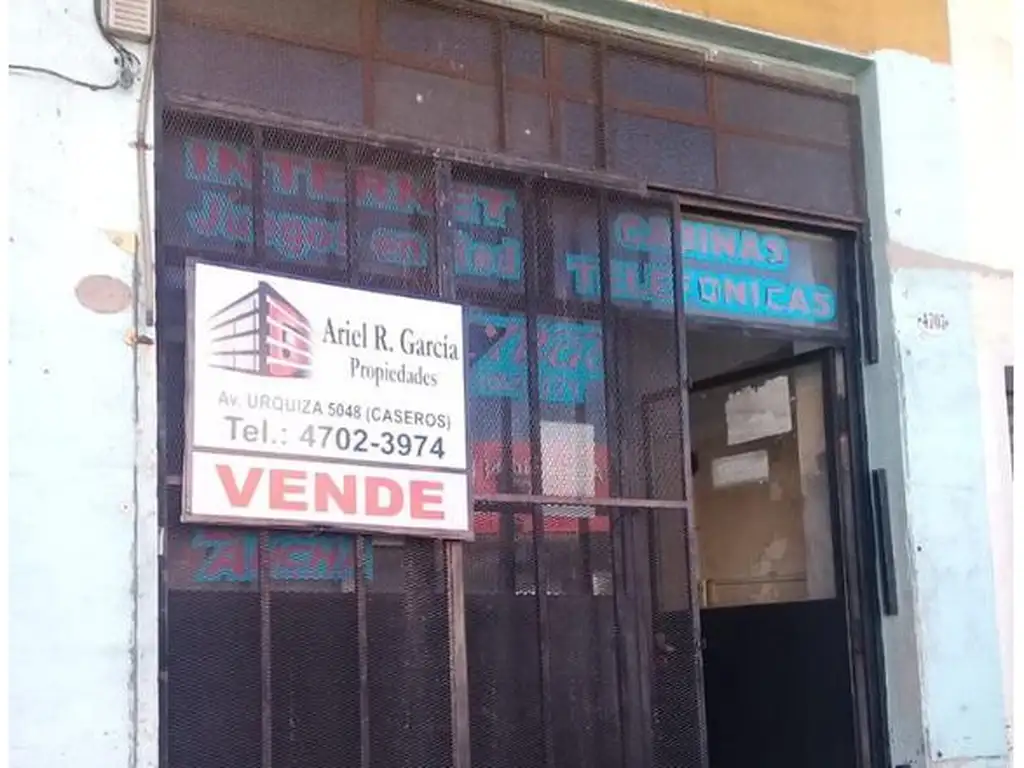 INTERNET
Juegos en Red
CABINAS
TELEFONICAS
Ariel R. Garcia
Propiedades
Av. URQUIZA 5048 (CASEROS)
Tel.: 4702-3974
VENDE